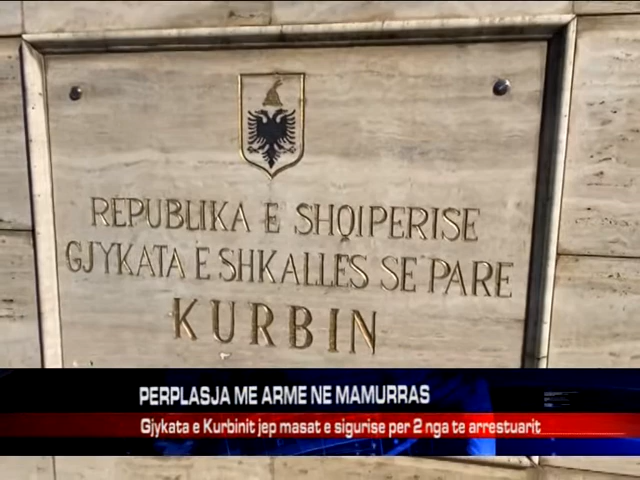 REPUBLIKA E SHQIPERISE
GJYKATA E SHKALLËS SE PARE
KURBIN
PERPLASJA ME ARME NE MAMURRAS
Gjykata e Kurbinit jep masat e sigurise per 2 nga te arrestuarit